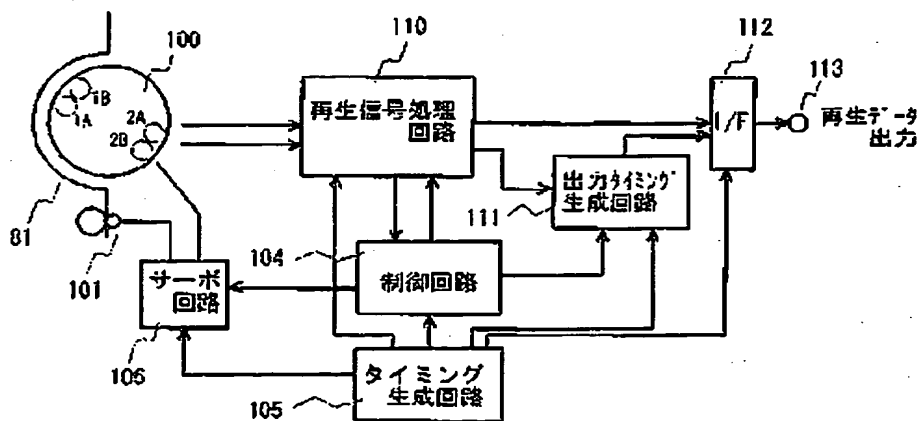 100
110
112
113
1B
1A
2A
2B
再生信号処理
回路
I/F
再生データ
出力
出力タイミング
生成回路
111
81
101
104
制御回路
サーボ
回路
106
タイミング
生成回路
105